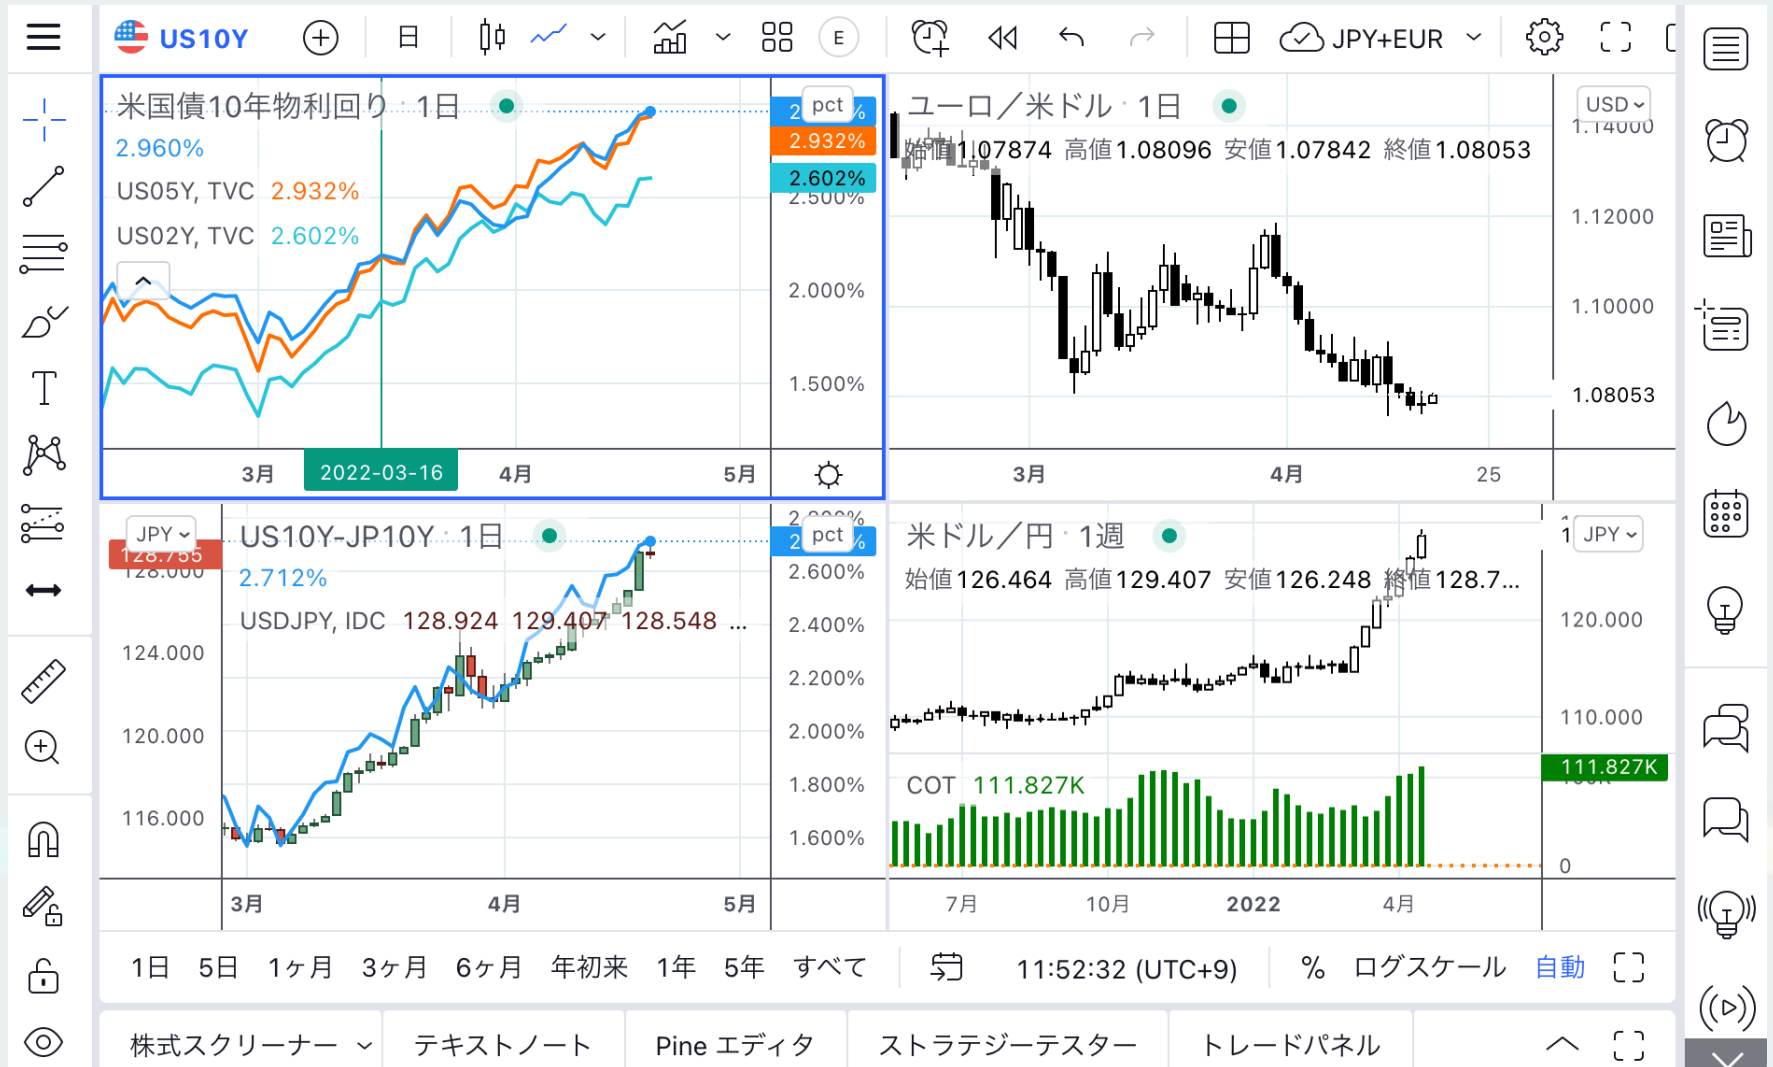 US10Y
日
E
JPY+EUR
米国債10年物利回り · 1日
2.960%
US05Y, TVC 2.932%
US02Y, TVC 2.602%
pct
2.932%
2.602%
2.500%
2.000%
1.500%
3月 2022-03-16 4月 5月
ユーロ／米ドル · 1日
始値1.07874 高値1.08096 安値1.07842 終値1.08053
USD
1.14000
1.12000
1.10000
1.08053
3月 4月 25
JPY
128.755
128.000
124.000
120.000
116.000
US10Y-JP10Y · 1日
2.712%
USDJPY, IDC 128.924 129.407 128.548 ...
pct
2.800%
2.600%
2.400%
2.200%
2.000%
1.800%
1.600%
3月 4月 5月
米ドル／円 · 1週
始値126.464 高値129.407 安値126.248 終値128.7...
JPY
120.000
110.000
COT 111.827K
111.827K
0
7月 10月 2022 4月
1日 5日 1ヶ月 3ヶ月 6ヶ月 年初来 1年 5年 すべて
11:52:32 (UTC+9)
% ログスケール 自動
株式スクリーナー テキストノート Pine エディタ ストラテジーテスター トレードパネル